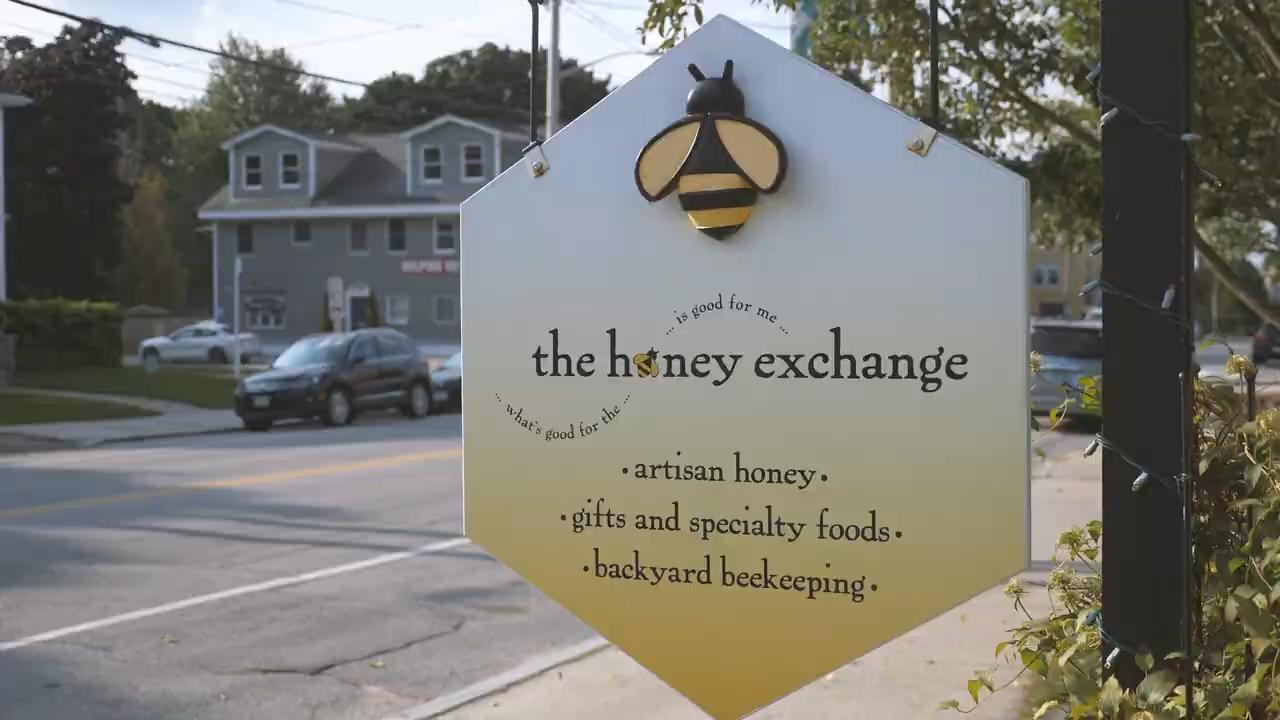 ... is good for me ...
the honey exchange
... what's good for the ...
• artisan honey •
• gifts and specialty foods •
• backyard beekeeping •